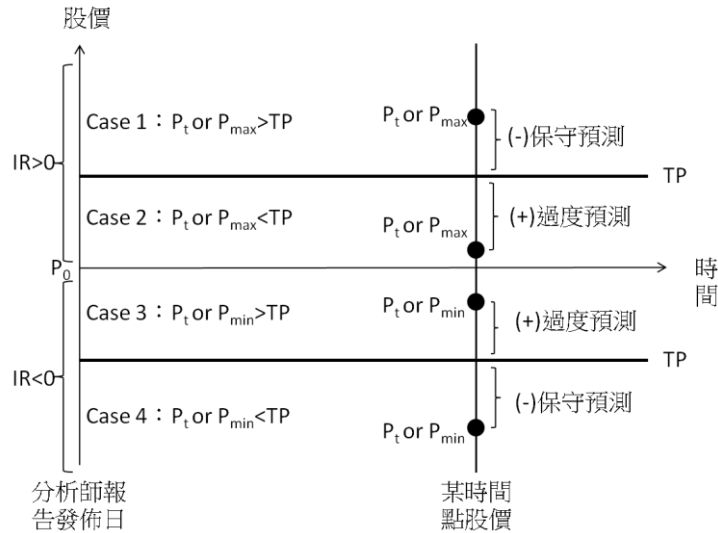 股價
Case 1：Pt or Pmax>TP
Pt or Pmax
(-)保守預測
IR>0
TP
Case 2：Pt or Pmax<TP
Pt or Pmax
(+)過度預測
P0
時
間
Case 3：Pt or Pmin>TP
Pt or Pmin
(+)過度預測
IR<0
TP
Case 4：Pt or Pmin<TP
Pt or Pmin
(-)保守預測
分析師報
告發佈日
某時間
點股價